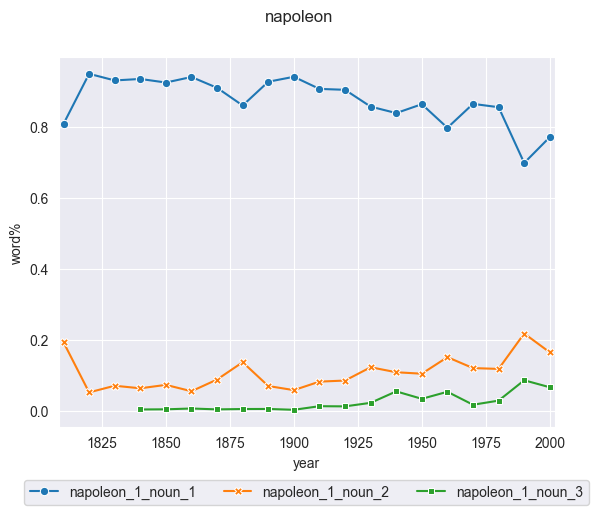 napoleon
word%
0.8
0.6
0.4
0.2
0.0
1825 1850 1875 1900 1925 1950 1975 2000
year
napoleon_1_noun_1 napoleon_1_noun_2 napoleon_1_noun_3